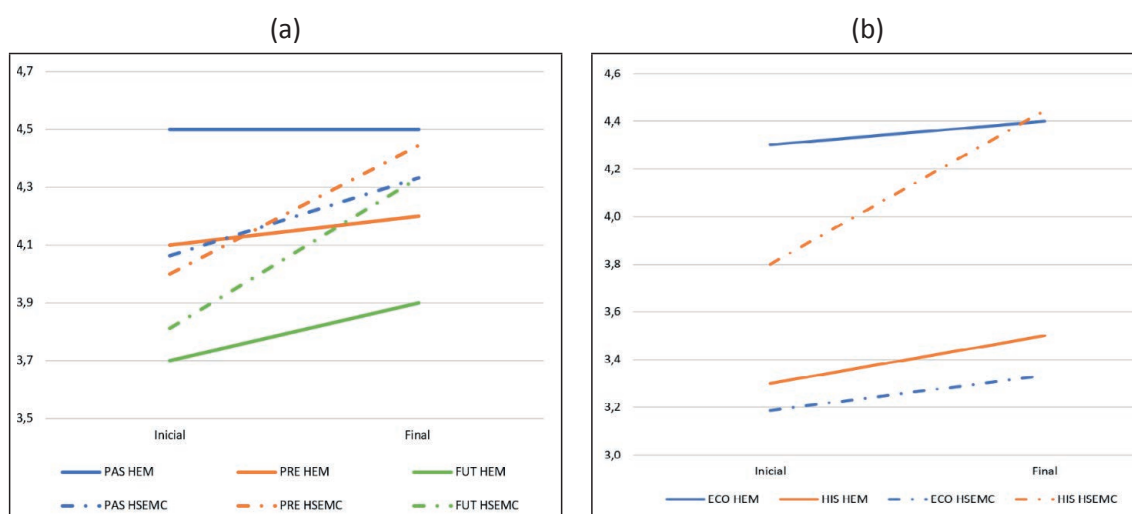 (a)
4,7
4,5
4,3
4,1
3,9
3,7
3,5
Inicial Final
PAS HEM PRE HEM FUT HEM
PAS HSEMC PRE HSEMC FUT HSEMC
(b)
4,6
4,4
4,2
4,0
3,8
3,6
3,4
3,2
3,0
Inicial Final
ECO HEM HIS HEM ECO HSEMC HIS HSEMC